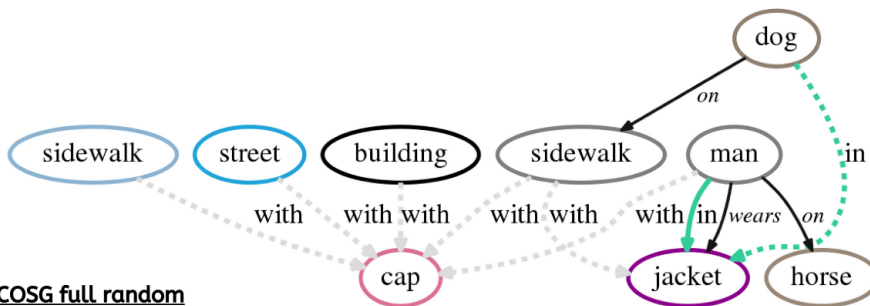 dog
on
sidewalk street building sidewalk man
in
with with with with with with in wears on
cap jacket horse
COSG full random